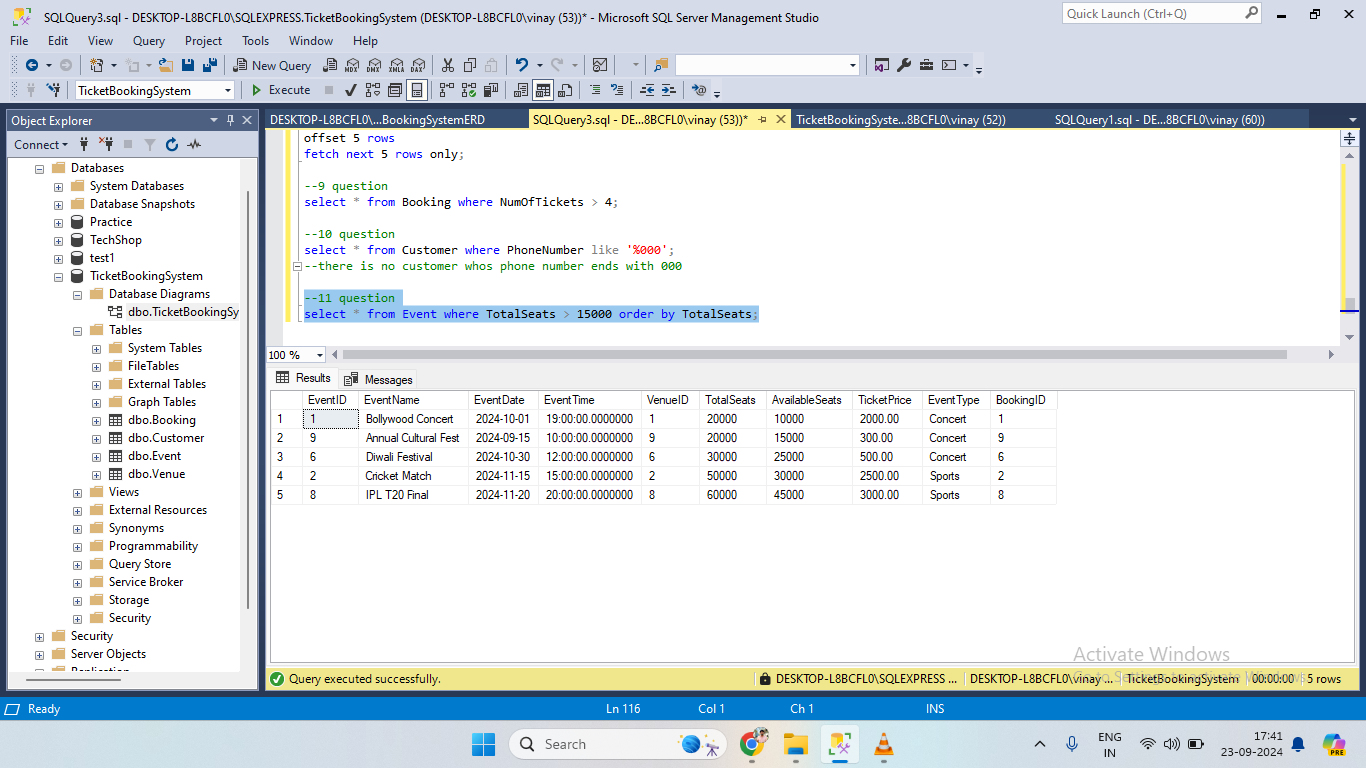 SQLQuery3.sql - DESKTOP-L8BCFL0\SQLEXPRESS.TicketBookingSystem (DESKTOP-L8BCFL0\vinay (53))* - Microsoft SQL Server Management Studio
Quick Launch (Ctrl+Q)
File Edit View Query Project Tools Window Help
New Query MDX DMX XMLA DAX
TicketBookingSystem Execute
Object Explorer
DESKTOP-L8BCFL0\...BookingSystemERD SQLQuery3.sql - DE...8BCFL0\vinay (53))* TicketBookingSyste...8BCFL0\vinay (52)) SQLQuery1.sql - DE...8BCFL0\vinay (60))
Connect
Databases
System Databases
Database Snapshots
Practice
TechShop
test1
TicketBookingSystem
Database Diagrams
dbo.TicketBookingSy
Tables
System Tables
FileTables
External Tables
Graph Tables
dbo.Booking
dbo.Customer
dbo.Event
dbo.Venue
Views
External Resources
Synonyms
Programmability
Query Store
Service Broker
Storage
Security
Security
Server Objects
Replication
offset 5 rows
fetch next 5 rows only;
--9 question
select * from Booking where NumOfTickets > 4;
--10 question
select * from Customer where PhoneNumber like '%000';
--there is no customer whos phone number ends with 000
--11 question
select * from Event where TotalSeats > 15000 order by TotalSeats;
100 %
Results Messages
EventID EventName EventDate EventTime VenueID TotalSeats AvailableSeats TicketPrice EventType BookingID
1 1 Bollywood Concert 2024-10-01 19:00:00.0000000 1 20000 10000 2000.00 Concert 1
2 9 Annual Cultural Fest 2024-09-15 10:00:00.0000000 9 20000 15000 300.00 Concert 9
3 6 Diwali Festival 2024-10-30 12:00:00.0000000 6 30000 25000 500.00 Concert 6
4 2 Cricket Match 2024-11-15 15:00:00.0000000 2 50000 30000 2500.00 Sports 2
5 8 IPL T20 Final 2024-11-20 20:00:00.0000000 8 60000 45000 3000.00 Sports 8
Activate Windows
Go to Settings to activate Windows.
Query executed successfully. DESKTOP-L8BCFL0\SQLEXPRESS ... DESKTOP-L8BCFL0\vinay ... TicketBookingSystem 00:00:00 5 rows
Ready Ln 116 Col 1 Ch 1 INS
Search
ENG
IN
17:41
23-09-2024
PRE